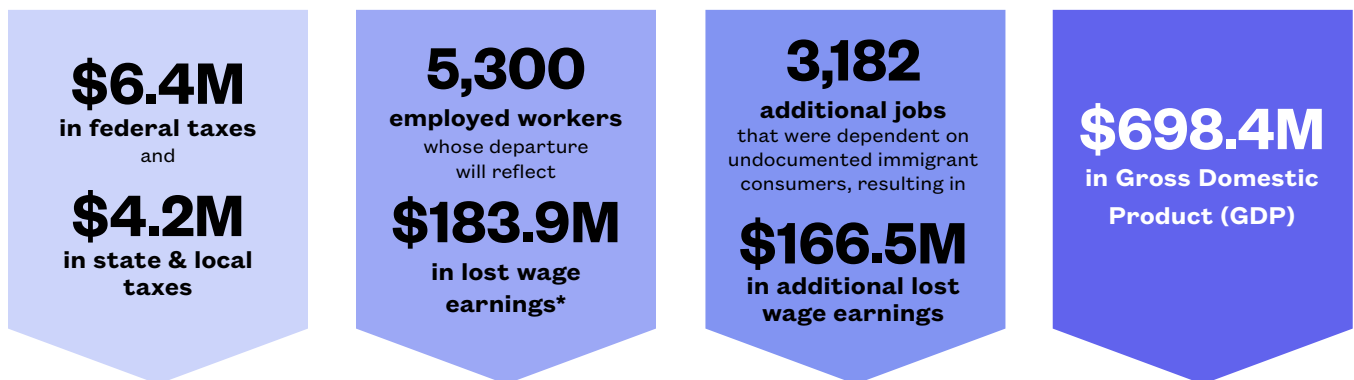 $6.4M
in federal taxes
and
$4.2M
in state & local
taxes
5,300
employed workers
whose departure
will reflect
$183.9M
in lost wage
earnings*
3,182
additional jobs
that were dependent on
undocumented immigrant
consumers, resulting in
$166.5M
in additional lost
wage earnings
$698.4M
in Gross Domestic
Product (GDP)